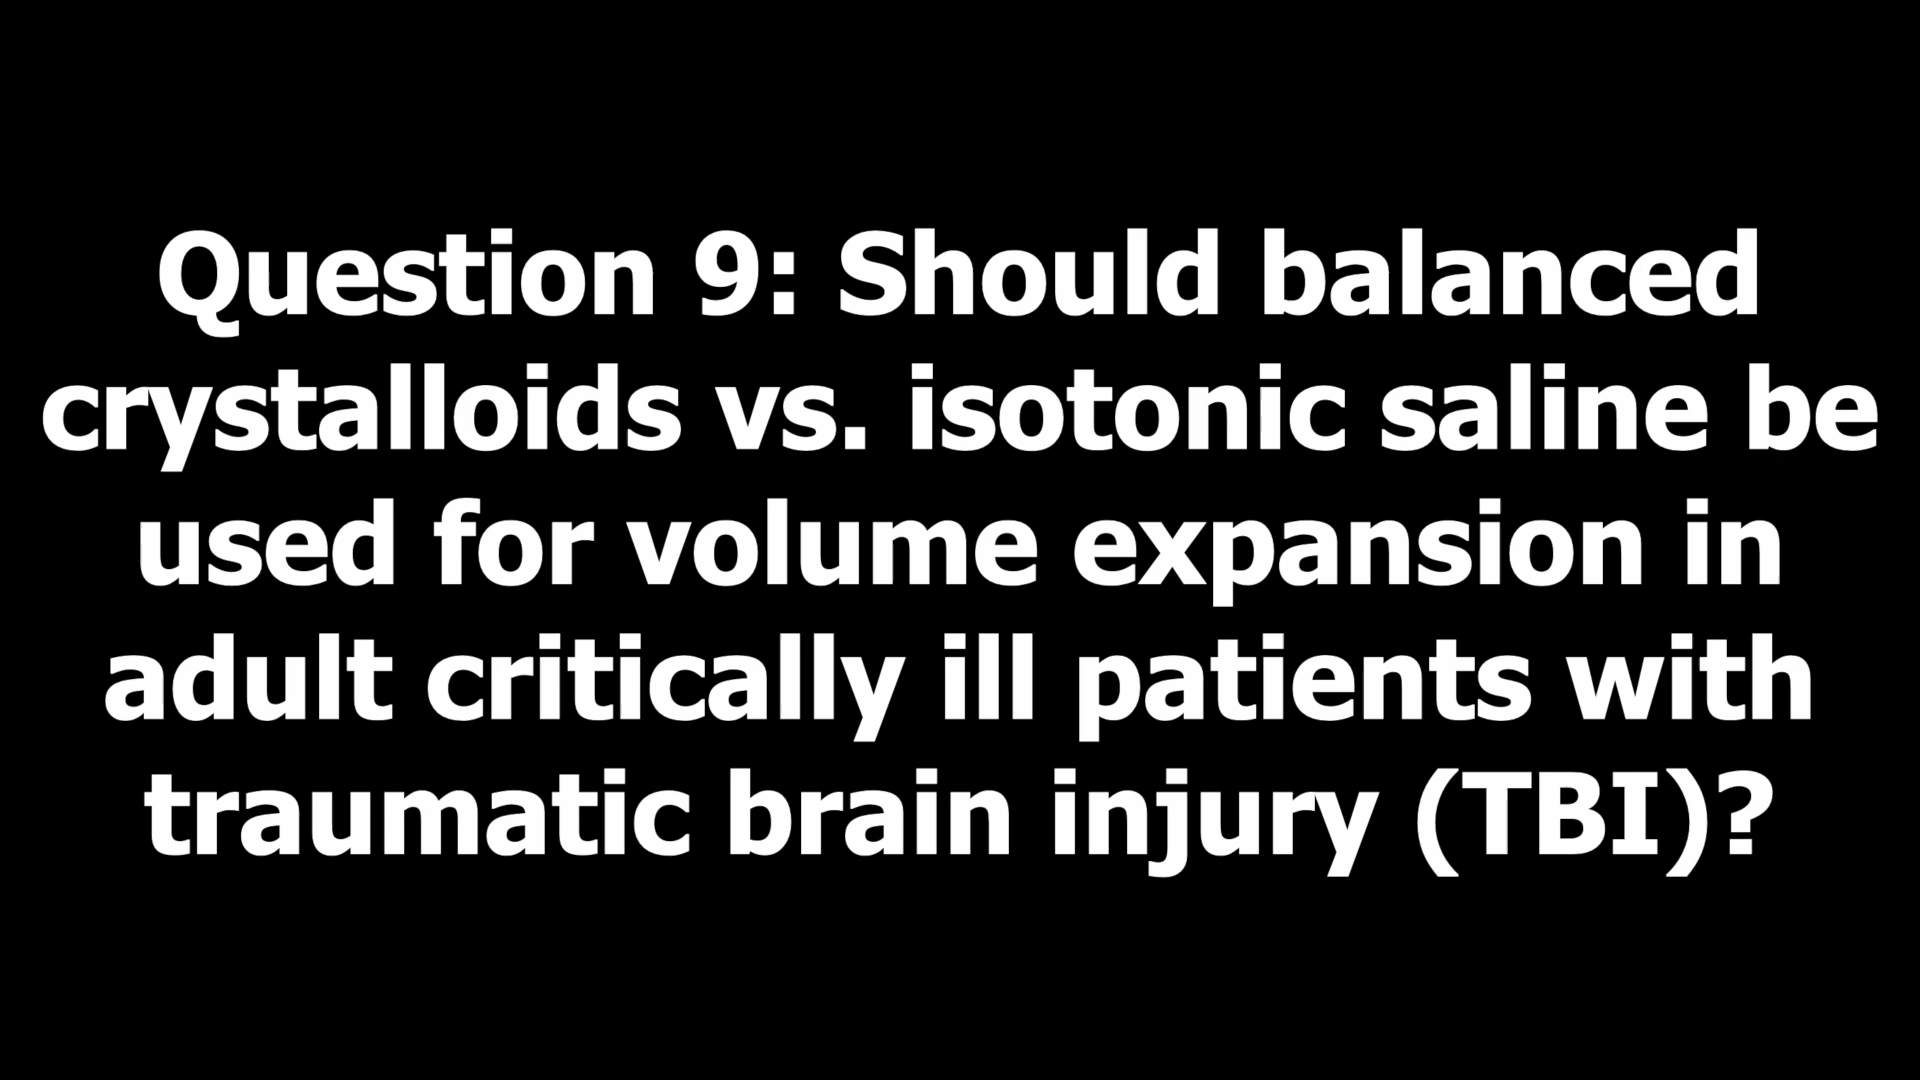 Question 9: Should balanced
crystalloids vs. isotonic saline be
used for volume expansion in
adult critically ill patients with
traumatic brain injury (TBI)?